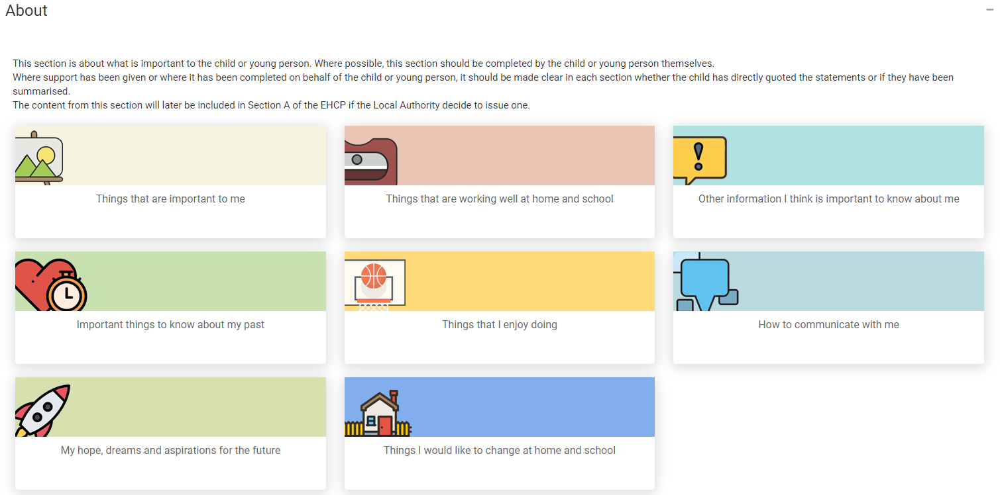 About
This section is about what is important to the child or young person. Where possible, this section should be completed by the child or young person themselves.
Where support has been given or where it has been completed on behalf of the child or young person, it should be made clear in each section whether the child has directly quoted the statements or if they have been
summarised.
The content from this section will later be included in Section A of the EHCP if the Local Authority decide to issue one.
Things that are important to me
Things that are working well at home and school
Other information I think is important to know about me
Important things to know about my past
Things that I enjoy doing
How to communicate with me
My hope, dreams and aspirations for the future
Things I would like to change at home and school